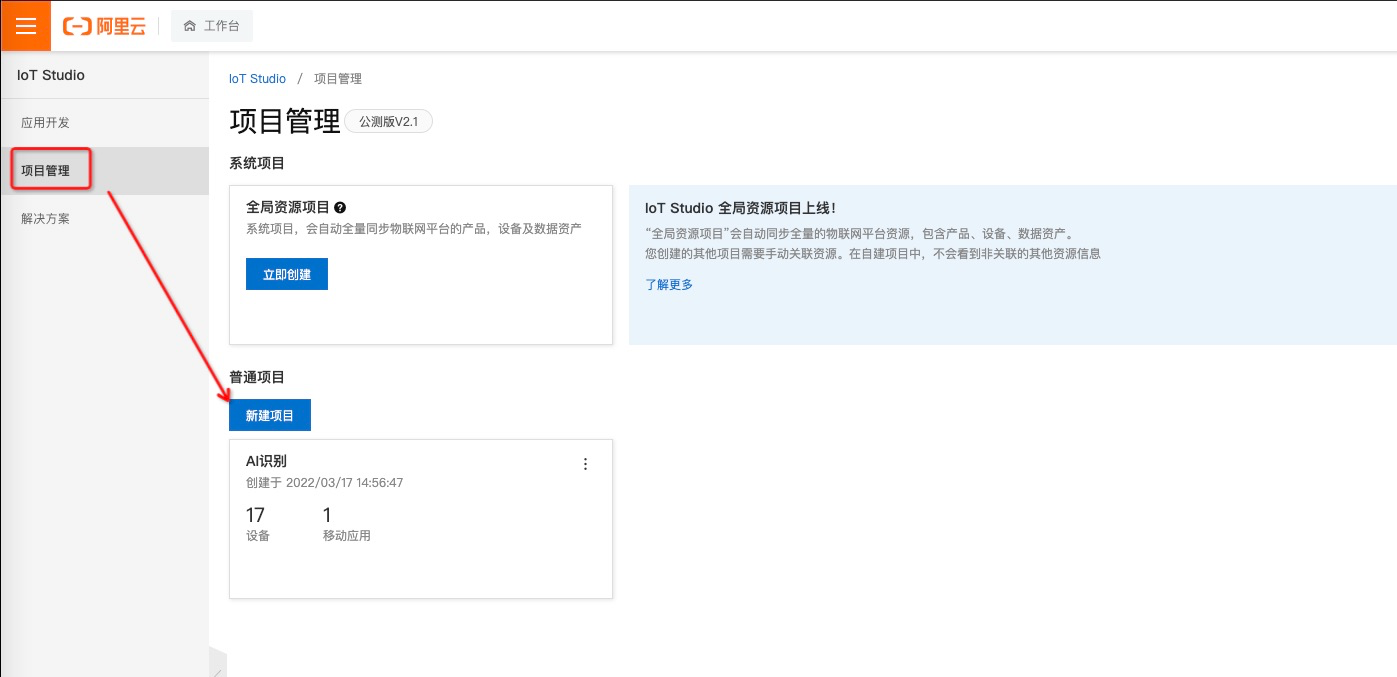 阿里云 工作台
IoT Studio
应用开发
项目管理
解决方案
IoT Studio / 项目管理
项目管理 公测版V2.1
系统项目
全局资源项目 ?
系统项目，会自动全量同步物联网平台的产品，设备及数据资产
立即创建
IoT Studio 全局资源项目上线！
“全局资源项目”会自动同步全量的物联网平台资源，包含产品、设备、数据资产。
您创建的其他项目需要手动关联资源。在自建项目中，不会看到非关联的其他资源信息
了解更多
普通项目
新建项目
AI识别
创建于 2022/03/17 14:56:47
17 1
设备 移动应用